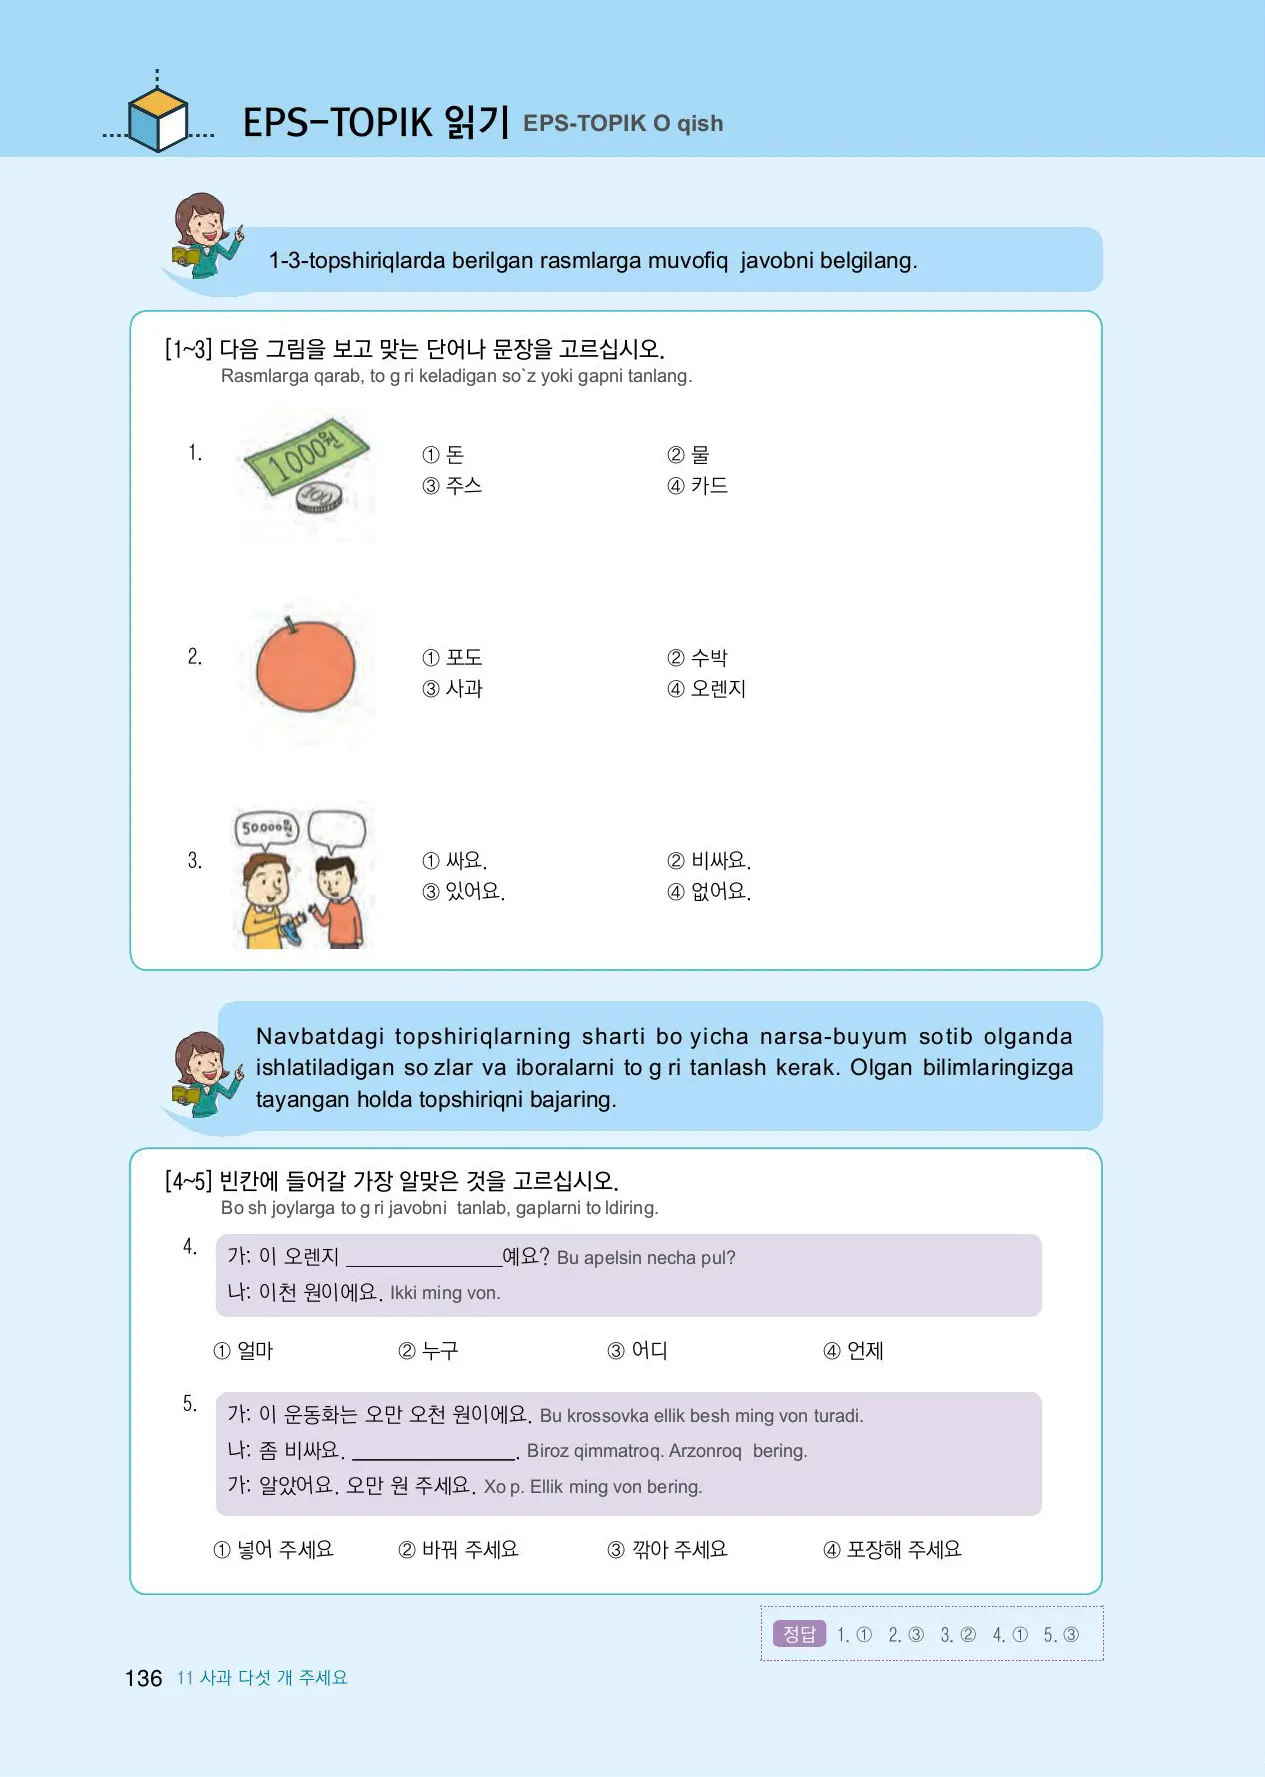 EPS-TOPIK 읽기 EPS-TOPIK O qish
1-3-topshiriqlarda berilgan rasmlarga muvofiq javobni belgilang.
[1~3] 다음 그림을 보고 맞는 단어나 문장을 고르십시오.
Rasmlarga qarab, to g ri keladigan so`z yoki gapni tanlang.
1.
1000원
100
① 돈 ② 물
③ 주스 ④ 카드
2.
① 포도 ② 수박
③ 사과 ④ 오렌지
50,000원
3.
① 싸요. ② 비싸요.
③ 있어요. ④ 없어요.
Navbatdagi topshiriqlarning sharti bo yicha narsa-buyum sotib olganda
ishlatiladigan so zlar va iboralarni to g ri tanlash kerak. Olgan bilimlaringizga
tayangan holda topshiriqni bajaring.
[4~5] 빈칸에 들어갈 가장 알맞은 것을 고르십시오.
Bo sh joylarga to g ri javobni tanlab, gaplarni to ldiring.
4.
가: 이 오렌지 ______________예요? Bu apelsin necha pul?
나: 이천 원이에요. Ikki ming von.
① 얼마 ② 누구 ③ 어디 ④ 언제
5.
가: 이 운동화는 오만 오천 원이에요. Bu krossovka ellik besh ming von turadi.
나: 좀 비싸요. ______________. Biroz qimmatroq. Arzonroq bering.
가: 알았어요. 오만 원 주세요. Xo p. Ellik ming von bering.
① 넣어 주세요 ② 바꿔 주세요 ③ 깎아 주세요 ④ 포장해 주세요
정답 1. ① 2. ③ 3. ② 4. ① 5. ③
136 11 사과 다섯 개 주세요